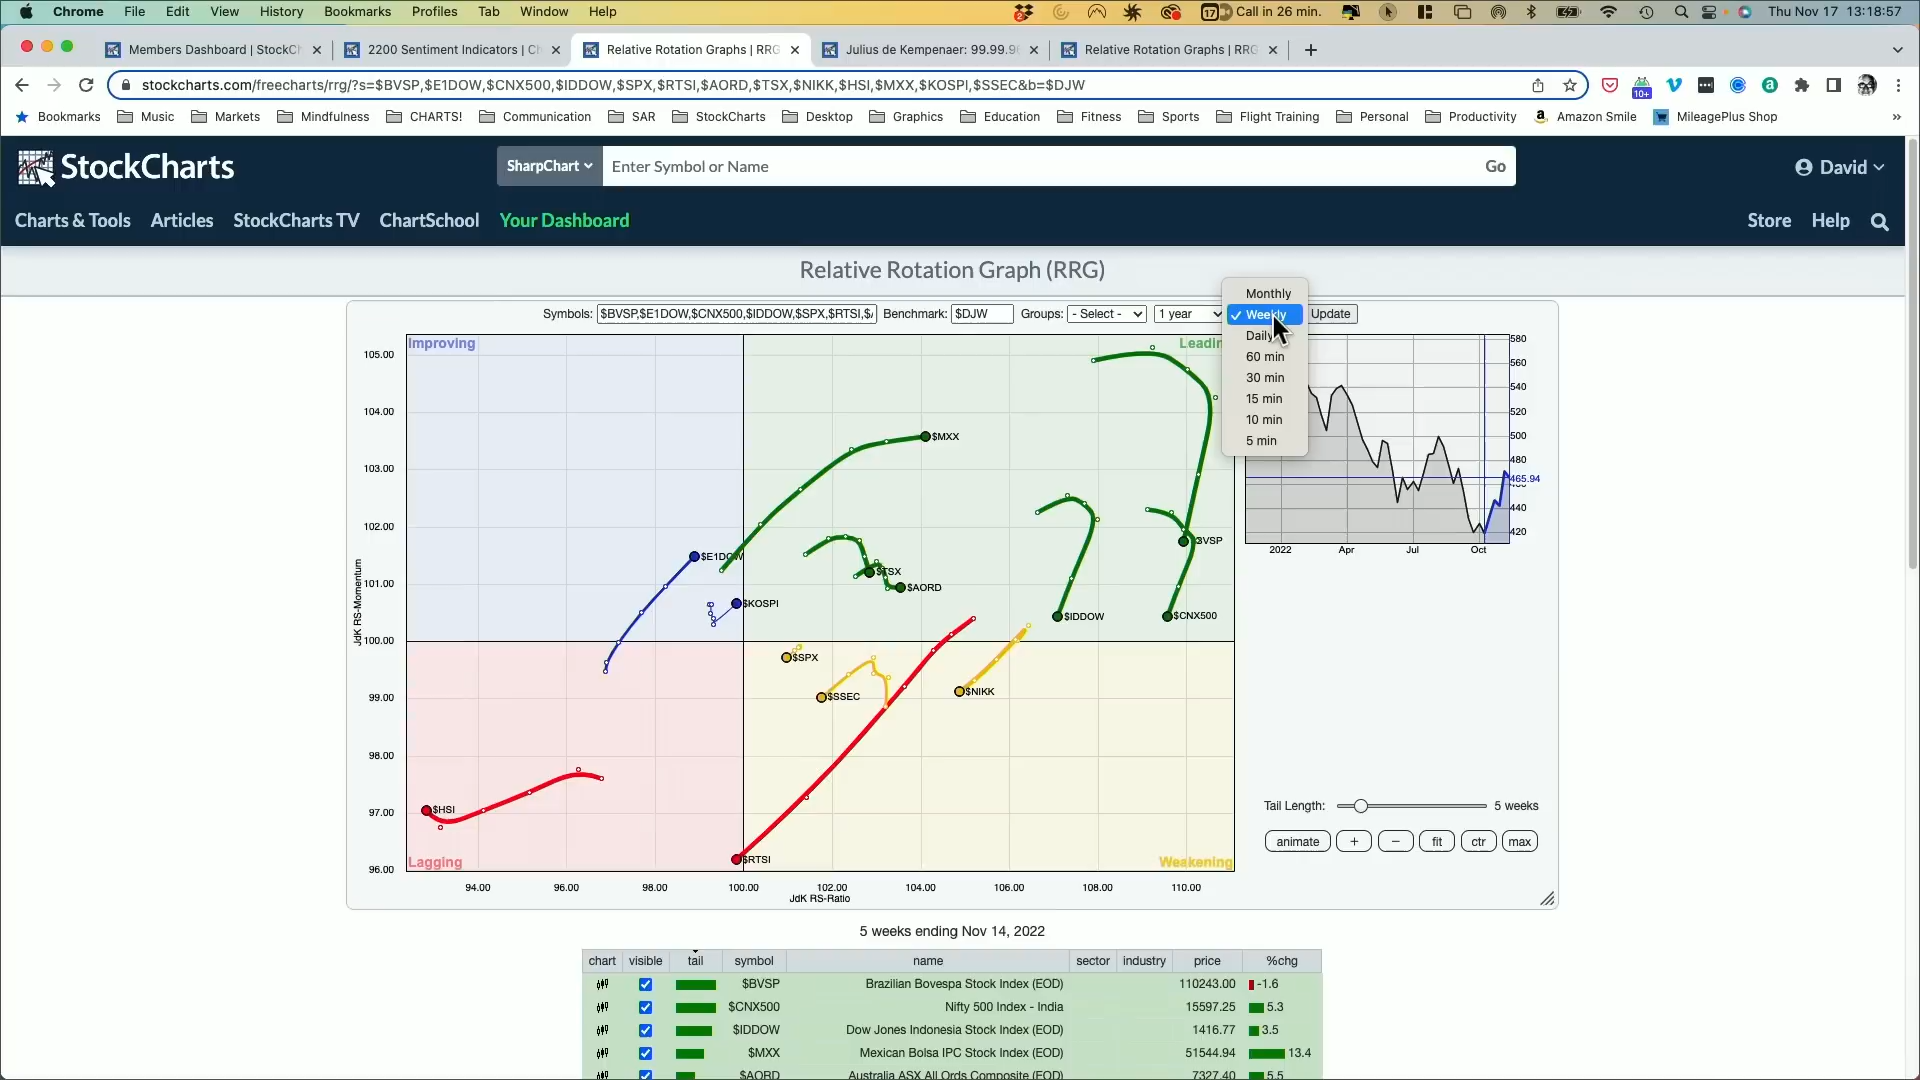 Chrome File Edit View History Bookmarks Profiles Tab Window Help 2 17 Call in 26 min. Thu Nov 17 13:18:57
Members Dashboard | StockCh 2200 Sentiment Indicators | Ch Relative Rotation Graphs | RRG Julius de Kempenaer: 99.99.9 Relative Rotation Graphs | RRG
stockcharts.com/freecharts/rrg/?s=$BVSP,$E1DOW,$CNX500,$IDDOW,$SPX,$RTSI,$AORD,$TSX,$NIKK,$HSI,$MXX,$KOSPI,$SSEC&b=$DJW 10+
Bookmarks Music Markets Mindfulness CHARTS! Communication SAR StockCharts Desktop Graphics Education Fitness Sports Flight Training Personal Productivity Amazon Smile MileagePlus Shop »
StockCharts SharpChart Enter Symbol or Name Go David
Charts & Tools Articles StockCharts TV ChartSchool Your Dashboard Store Help
Relative Rotation Graph (RRG)
Symbols: $BVSP,$E1DOW,$CNX500,$IDDOW,$SPX,$RTSI,$ Benchmark: $DJW Groups: - Select - 1 year Update
Monthly
Weekly
Daily
60 min
30 min
15 min
10 min
5 min
Improving
Leadin
Lagging
Weakening
105.00
104.00
103.00
102.00
101.00
100.00
99.00
98.00
97.00
96.00
JdK RS-Momentum
$MXX
$E1DOW
$KOSPI
$TSX
$AORD
$IDDOW
BVSP
$CNX500
$SPX
$SSEC
$NIKK
$HSI
$RTSI
94.00 96.00 98.00 100.00 102.00 104.00 106.00 108.00 110.00
JdK RS-Ratio
580
560
540
520
500
480
465.94
440
420
2022 Apr Jul Oct
Tail Length: 5 weeks
animate + − fit ctr max
5 weeks ending Nov 14, 2022
chart visible tail symbol name sector industry price %chg
$BVSP Brazilian Bovespa Stock Index (EOD) 110243.00 -1.6
$CNX500 Nifty 500 Index - India 15597.25 5.3
$IDDOW Dow Jones Indonesia Stock Index (EOD) 1416.77 3.5
$MXX Mexican Bolsa IPC Stock Index (EOD) 51544.94 13.4
$AORD Australia ASX All Ords Composite (EOD) 7327.40 5.5